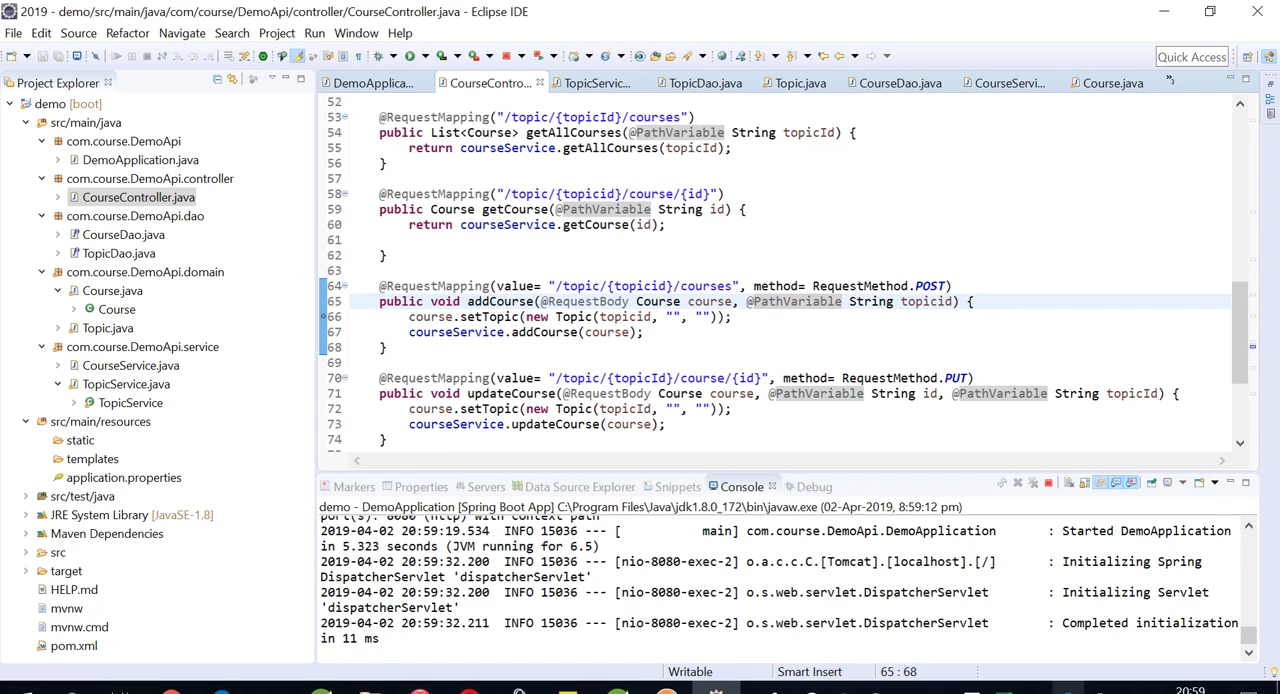 2019 - demo/src/main/java/com/course/DemoApi/controller/CourseController.java - Eclipse IDE
File Edit Source Refactor Navigate Search Project Run Window Help
Quick Access
Project Explorer
DemoApplica... CourseContro... TopicServic... TopicDao.java Topic.java CourseDao.java CourseServi... Course.java
demo [boot]
src/main/java
com.course.DemoApi
DemoApplication.java
com.course.DemoApi.controller
CourseController.java
com.course.DemoApi.dao
CourseDao.java
TopicDao.java
com.course.DemoApi.domain
Course.java
Course
Topic.java
com.course.DemoApi.service
CourseService.java
TopicService.java
TopicService
src/main/resources
static
templates
application.properties
src/test/java
JRE System Library [JavaSE-1.8]
Maven Dependencies
src
target
HELP.md
mvnw
mvnw.cmd
pom.xml
52
53 @RequestMapping("/topic/{topicId}/courses")
54 public List<Course> getAllCourses(@PathVariable String topicId) {
55 return courseService.getAllCourses(topicId);
56 }
57
58 @RequestMapping("/topic/{topicid}/course/{id}")
59 public Course getCourse(@PathVariable String id) {
60 return courseService.getCourse(id);
61
62 }
63
64 @RequestMapping(value= "/topic/{topicid}/courses", method= RequestMethod.POST)
65 public void addCourse(@RequestBody Course course, @PathVariable String topicid) {
66 course.setTopic(new Topic(topicid, "", ""));
67 courseService.addCourse(course);
68 }
69
70 @RequestMapping(value= "/topic/{topicId}/course/{id}", method= RequestMethod.PUT)
71 public void updateCourse(@RequestBody Course course, @PathVariable String id, @PathVariable String topicId) {
72 course.setTopic(new Topic(topicId, "", ""));
73 courseService.updateCourse(course);
74 }
Markers Properties Servers Data Source Explorer Snippets Console Debug
demo - DemoApplication [Spring Boot App] C:\Program Files\Java\jdk1.8.0_172\bin\javaw.exe (02-Apr-2019, 8:59:12 pm)
port(s): 8080 (http) with context path ''
2019-04-02 20:59:19.534 INFO 15036 --- [ main] com.course.DemoApi.DemoApplication : Started DemoApplication
in 5.323 seconds (JVM running for 6.5)
2019-04-02 20:59:32.200 INFO 15036 --- [nio-8080-exec-2] o.a.c.c.C.[Tomcat].[localhost].[/] : Initializing Spring
DispatcherServlet 'dispatcherServlet'
2019-04-02 20:59:32.200 INFO 15036 --- [nio-8080-exec-2] o.s.web.servlet.DispatcherServlet : Initializing Servlet
'dispatcherServlet'
2019-04-02 20:59:32.211 INFO 15036 --- [nio-8080-exec-2] o.s.web.servlet.DispatcherServlet : Completed initialization
in 11 ms
Writable Smart Insert 65 : 68
20:59